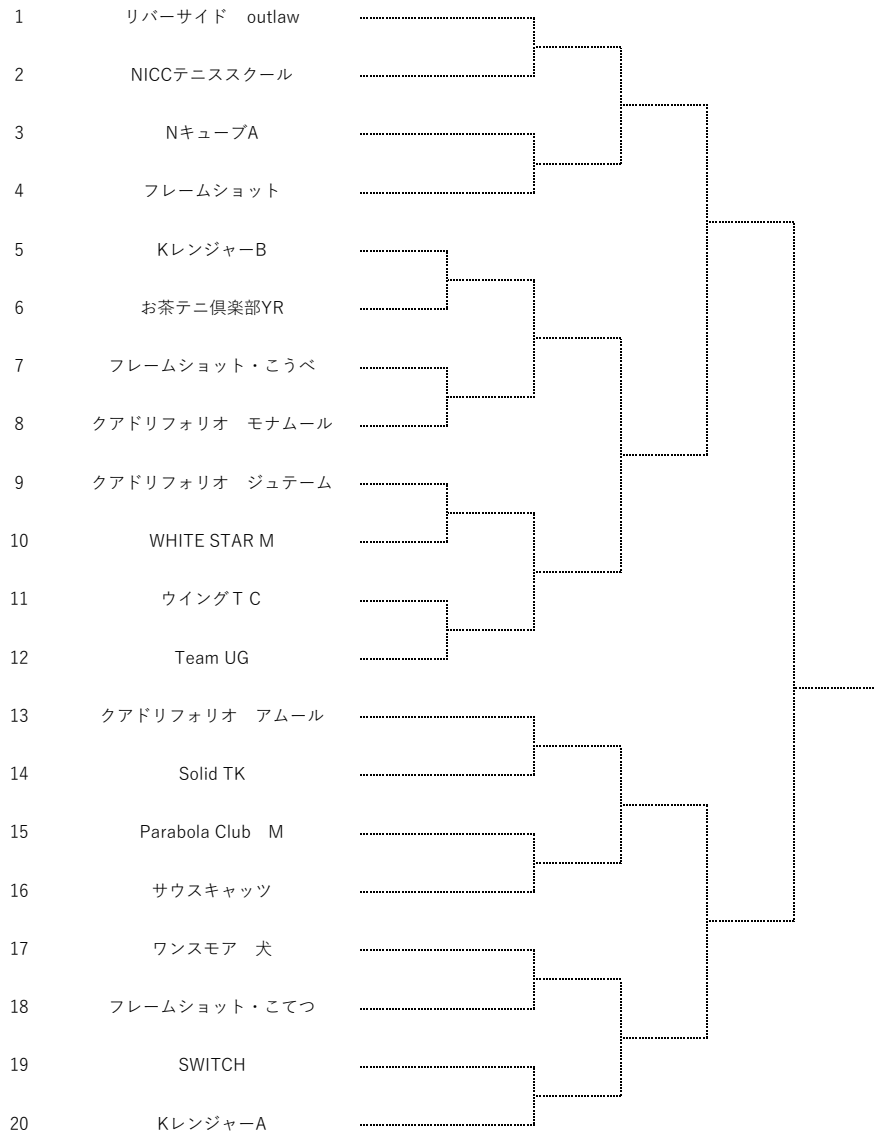 1 リバーサイド　outlaw
2 NICCテニススクール
3 NキューブA
4 フレームショット
5 KレンジャーB
6 お茶テニ倶楽部YR
7 フレームショット・こうべ
8 クアドリフォリオ　モナムール
9 クアドリフォリオ　ジュテーム
10 WHITE STAR M
11 ウイングＴＣ
12 Team UG
13 クアドリフォリオ　アムール
14 Solid TK
15 Parabola Club　M
16 サウスキャッツ
17 ワンスモア　犬
18 フレームショット・こてつ
19 SWITCH
20 KレンジャーA